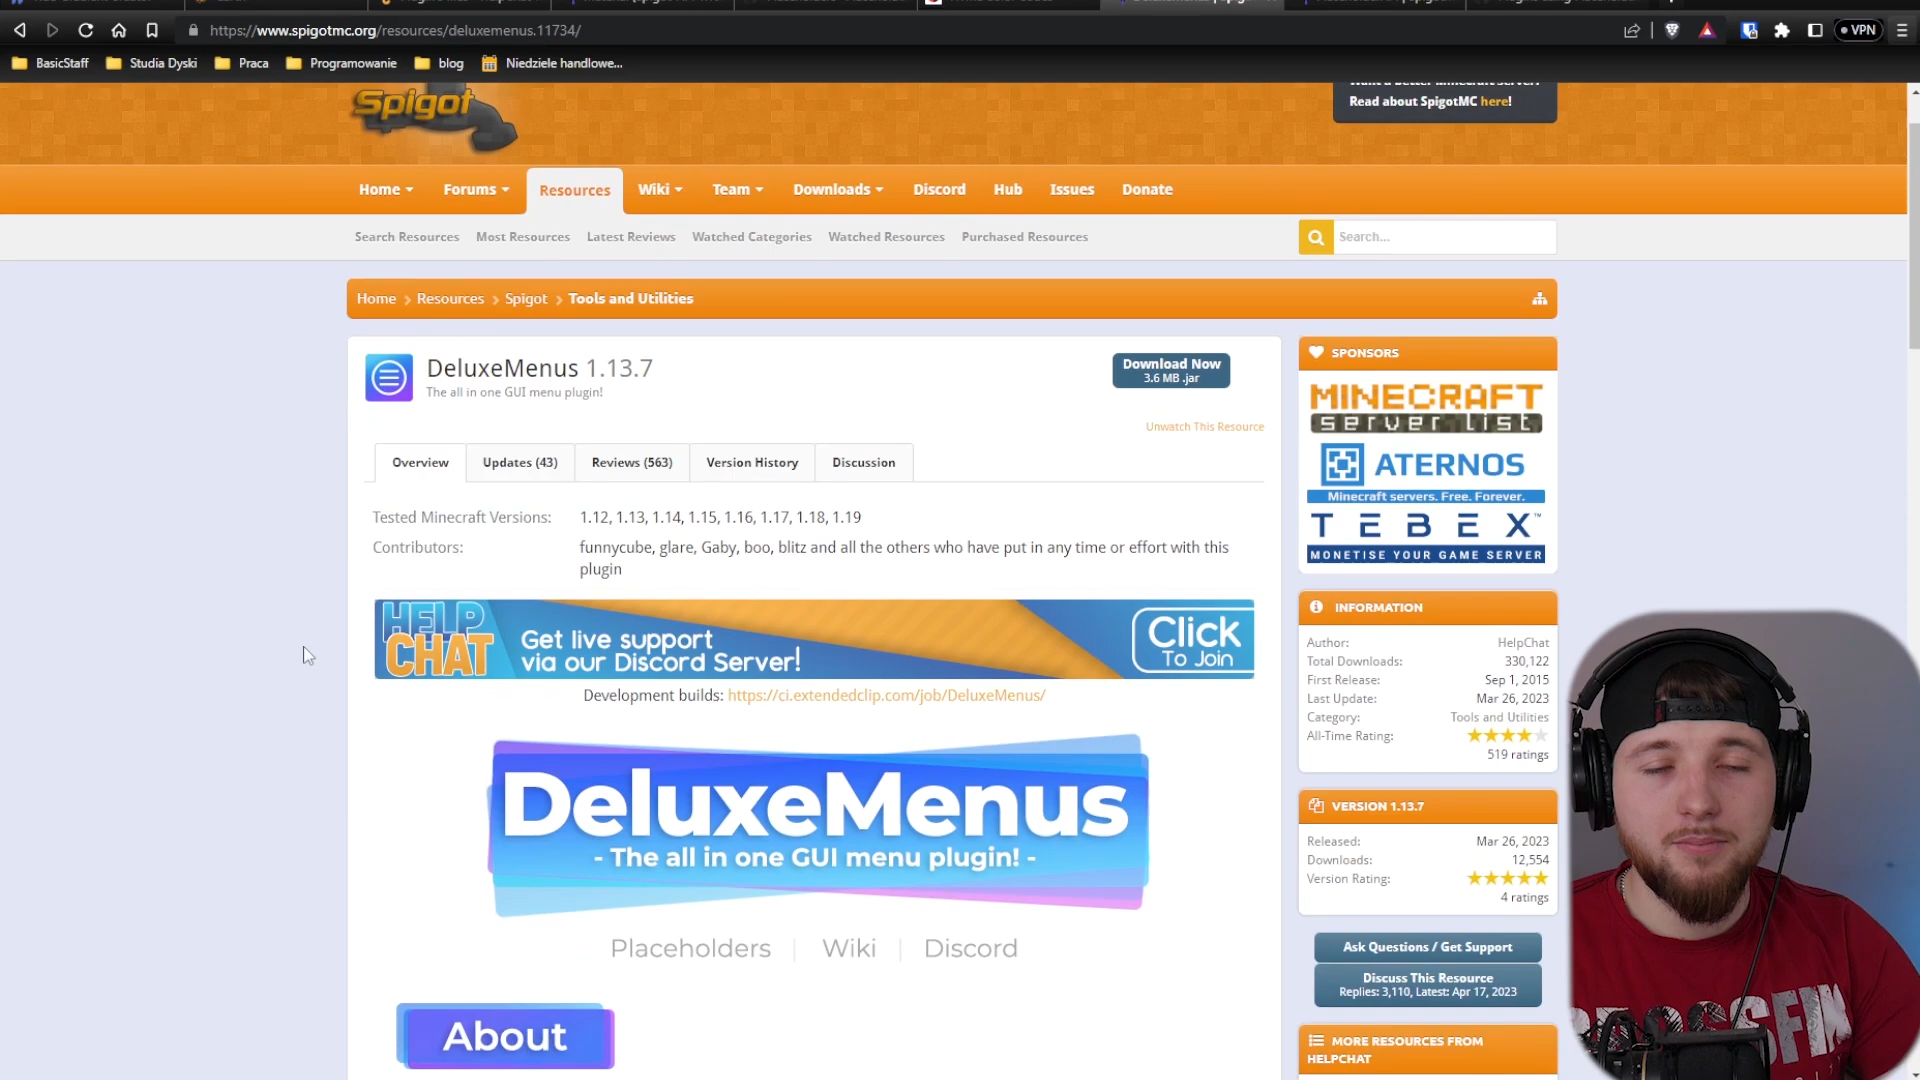 https://www.spigotmc.org/resources/deluxemenus.11734/
VPN
BasicStaff
Studia Dyski
Praca
Programowanie
blog
Niedziele handlowe...
Spigot
Read about SpigotMC here!
Home
Forums
Resources
Wiki
Team
Downloads
Discord
Hub
Issues
Donate
Search Resources
Most Resources
Latest Reviews
Watched Categories
Watched Resources
Purchased Resources
Search...
Home
Resources
Spigot
Tools and Utilities
DeluxeMenus 1.13.7
The all in one GUI menu plugin!
Download Now
3.6 MB .jar
Unwatch This Resource
Overview
Updates (43)
Reviews (563)
Version History
Discussion
Tested Minecraft Versions: 1.12, 1.13, 1.14, 1.15, 1.16, 1.17, 1.18, 1.19
Contributors: funnycube, glare, Gaby, boo, blitz and all the others who have put in any time or effort with this
plugin
HELP
CHAT
Get live support
via our Discord Server!
Click
To Join
Development builds: https://ci.extendedclip.com/job/DeluxeMenus/
DeluxeMenus
- The all in one GUI menu plugin! -
Placeholders | Wiki | Discord
About
SPONSORS
MINECRAFT
server list
ATERNOS
Minecraft servers. Free. Forever.
TEBEX™
MONETISE YOUR GAME SERVER
INFORMATION
Author: HelpChat
Total Downloads: 330,122
First Release: Sep 1, 2015
Last Update: Mar 26, 2023
Category: Tools and Utilities
All-Time Rating:
519 ratings
VERSION 1.13.7
Released: Mar 26, 2023
Downloads: 12,554
Version Rating:
4 ratings
Ask Questions / Get Support
Discuss This Resource
Replies: 3,110, Latest: Apr 17, 2023
MORE RESOURCES FROM
HELPCHAT